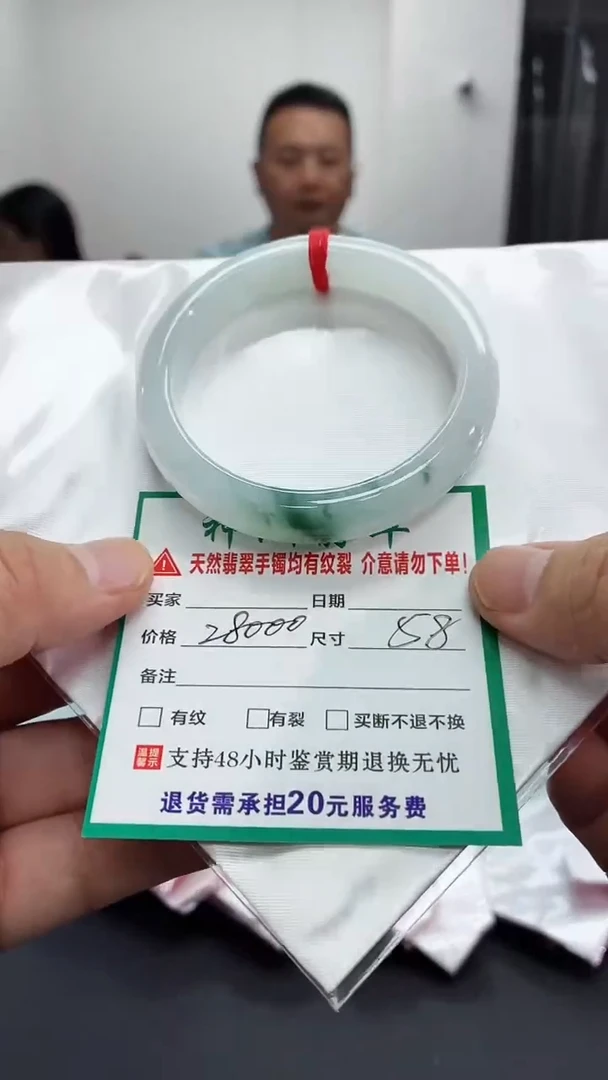 天然翡翠手镯均有纹裂 介意请勿下单!
买家 日期
价格 28000 尺寸 58
备注
有纹 有裂 买断不退不换
温馨提示 支持48小时鉴赏期退换无忧
退货需承担20元服务费